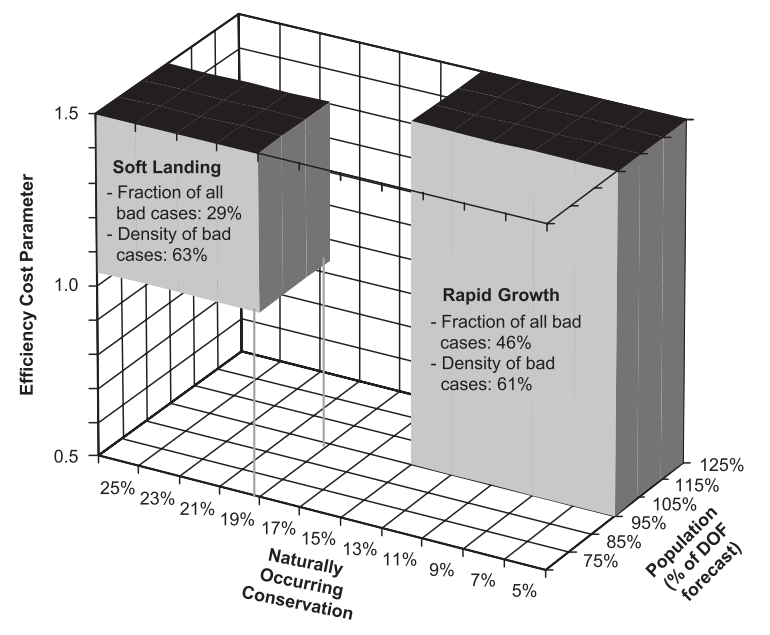 1.5
1.0
0.5
Efficiency Cost Parameter
Soft Landing
- Fraction of all
bad cases: 29%
- Density of bad
cases: 63%
Rapid Growth
- Fraction of all bad
cases: 46%
- Density of bad
cases: 61%
25%
23%
21%
19%
17%
15%
13%
11%
9%
7%
5%
Naturally
Occurring
Conservation
125%
115%
105%
95%
85%
75%
Population
(% of DOF
forecast)